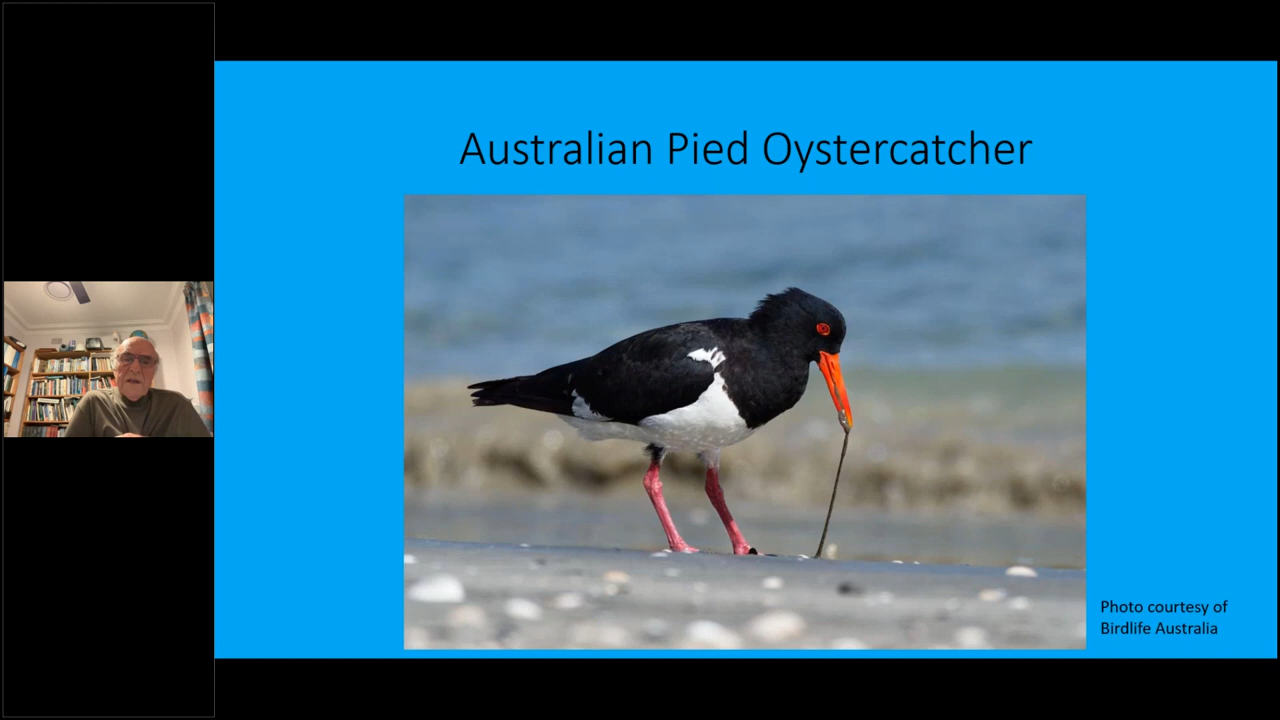 Australian Pied Oystercatcher
Photo courtesy of
Birdlife Australia